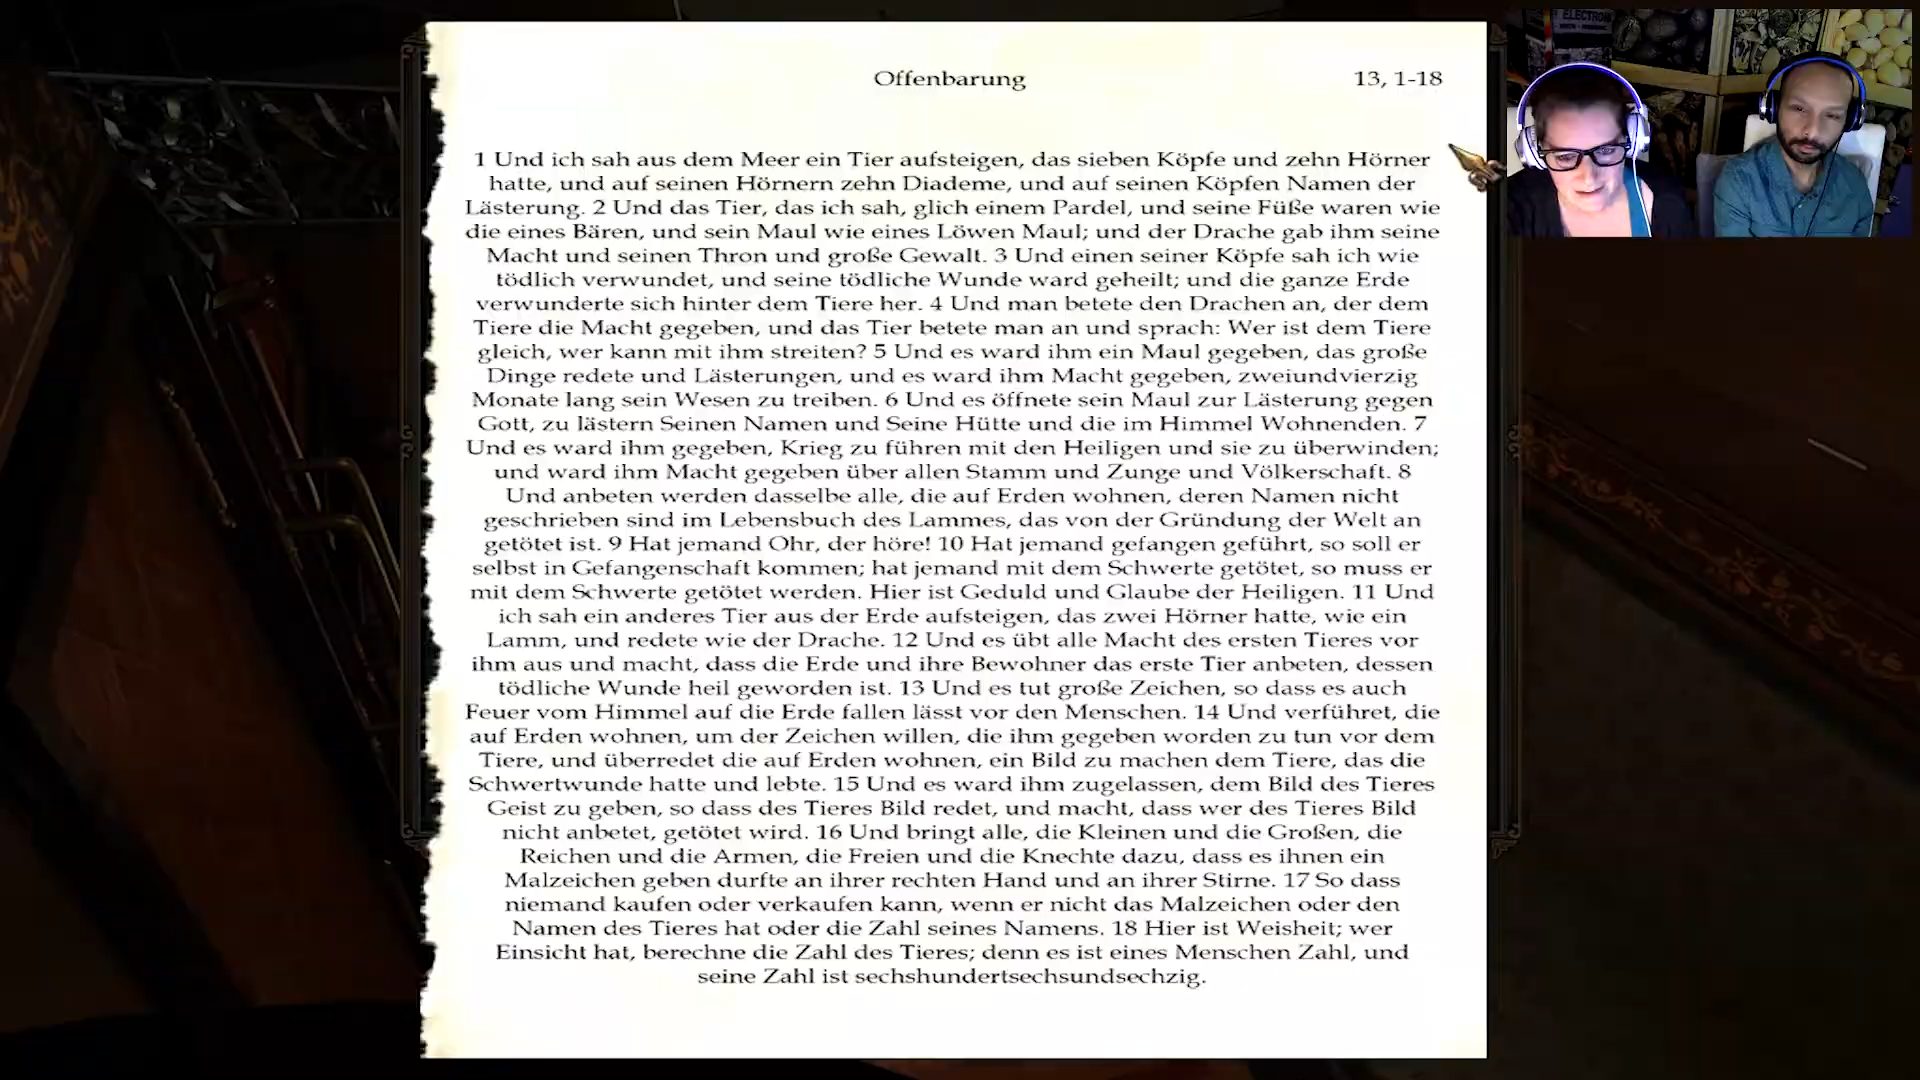 Offenbarung 13, 1-18
1 Und ich sah aus dem Meer ein Tier aufsteigen, das sieben Köpfe und zehn Hörner
hatte, und auf seinen Hörnern zehn Diademe, und auf seinen Köpfen Namen der
Lästerung. 2 Und das Tier, das ich sah, glich einem Pardel, und seine Füße waren wie
die eines Bären, und sein Maul wie eines Löwen Maul; und der Drache gab ihm seine
Macht und seinen Thron und große Gewalt. 3 Und einen seiner Köpfe sah ich wie
tödlich verwundet, und seine tödliche Wunde ward geheilt; und die ganze Erde
verwunderte sich hinter dem Tiere her. 4 Und man betete den Drachen an, der dem
Tiere die Macht gegeben, und das Tier betete man an und sprach: Wer ist dem Tiere
gleich, wer kann mit ihm streiten? 5 Und es ward ihm ein Maul gegeben, das große
Dinge redete und Lästerungen, und es ward ihm Macht gegeben, zweiundvierzig
Monate lang sein Wesen zu treiben. 6 Und es öffnete sein Maul zur Lästerung gegen
Gott, zu lästern Seinen Namen und Seine Hütte und die im Himmel Wohnenden. 7
Und es ward ihm gegeben, Krieg zu führen mit den Heiligen und sie zu überwinden;
und ward ihm Macht gegeben über allen Stamm und Zunge und Völkerschaft. 8
Und anbeten werden dasselbe alle, die auf Erden wohnen, deren Namen nicht
geschrieben sind im Lebensbuch des Lammes, das von der Gründung der Welt an
getötet ist. 9 Hat jemand Ohr, der höre! 10 Hat jemand gefangen geführt, so soll er
selbst in Gefangenschaft kommen; hat jemand mit dem Schwerte getötet, so muss er
mit dem Schwerte getötet werden. Hier ist Geduld und Glaube der Heiligen. 11 Und
ich sah ein anderes Tier aus der Erde aufsteigen, das zwei Hörner hatte, wie ein
Lamm, und redete wie der Drache. 12 Und es übt alle Macht des ersten Tieres vor
ihm aus und macht, dass die Erde und ihre Bewohner das erste Tier anbeten, dessen
tödliche Wunde heil geworden ist. 13 Und es tut große Zeichen, so dass es auch
Feuer vom Himmel auf die Erde fallen lässt vor den Menschen. 14 Und verführet, die
auf Erden wohnen, um der Zeichen willen, die ihm gegeben worden zu tun vor dem
Tiere, und überredet die auf Erden wohnen, ein Bild zu machen dem Tiere, das die
Schwertwunde hatte und lebte. 15 Und es ward ihm zugelassen, dem Bild des Tieres
Geist zu geben, so dass des Tieres Bild redet, und macht, dass wer des Tieres Bild
nicht anbetet, getötet wird. 16 Und bringt alle, die Kleinen und die Großen, die
Reichen und die Armen, die Freien und die Knechte dazu, dass es ihnen ein
Malzeichen geben durfte an ihrer rechten Hand und an ihrer Stirne. 17 So dass
niemand kaufen oder verkaufen kann, wenn er nicht das Malzeichen oder den
Namen des Tieres hat oder die Zahl seines Namens. 18 Hier ist Weisheit; wer
Einsicht hat, berechne die Zahl des Tieres; denn es ist eines Menschen Zahl, und
seine Zahl ist sechshundertsechsundsechzig.